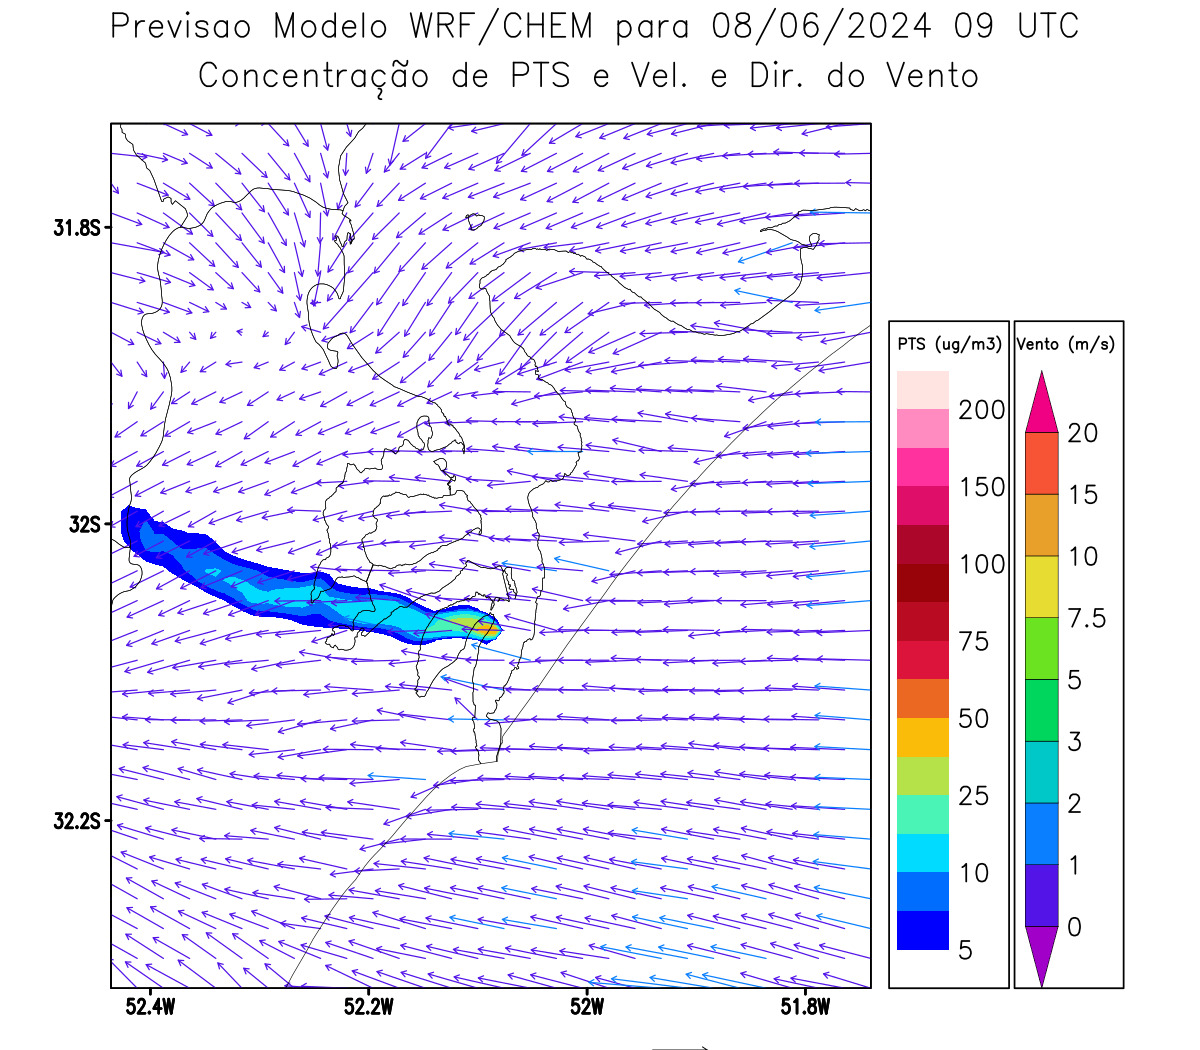 Previsao Modelo WRF/CHEM para 08/06/2024 09 UTC
Concentração de PTS e Vel. e Dir. do Vento
31.8S
32S
32.2S
52.4W 52.2W 52W 51.8W
PTS (ug/m3)
200
150
100
75
50
25
10
5
Vento (m/s)
20
15
10
7.5
5
3
2
1
0